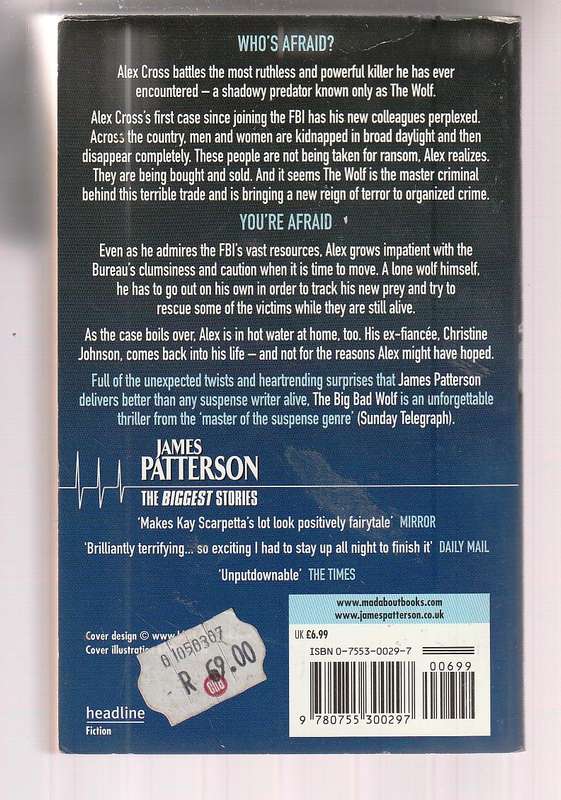 WHO'S AFRAID?
Alex Cross battles the most ruthless and powerful killer he has ever
encountered – a shadowy predator known only as The Wolf.
Alex Cross's first case since joining the FBI has his new colleagues perplexed.
Across the country, men and women are kidnapped in broad daylight and then
disappear completely. These people are not being taken for ransom, Alex realizes.
They are being bought and sold. And it seems The Wolf is the master criminal
behind this terrible trade and is bringing a new reign of terror to organized crime.
YOU'RE AFRAID
Even as he admires the FBI's vast resources, Alex grows impatient with the
Bureau's clumsiness and caution when it is time to move. A lone wolf himself,
he has to go out on his own in order to track his new prey and try to
rescue some of the victims while they are still alive.
As the case boils over, Alex is in hot water at home, too. His ex-fiancée, Christine
Johnson, comes back into his life – and not for the reasons Alex might have hoped.
Full of the unexpected twists and heartrending surprises that James Patterson
delivers better than any suspense writer alive, The Big Bad Wolf is an unforgettable
thriller from the 'master of the suspense genre' (Sunday Telegraph).
JAMES
PATTERSON
THE BIGGEST STORIES
'Makes Kay Scarpetta's lot look positively fairytale' MIRROR
'Brilliantly terrifying... so exciting I had to stay up all night to finish it' DAILY MAIL
'Unputdownable' THE TIMES
www.madaboutbooks.com
www.jamespatterson.co.uk
UK £6.99
ISBN 0-7553-0029-7
00699
9 780755 300297
Cover design © www.
Cover
01058387
R 69.00
headline
Fiction